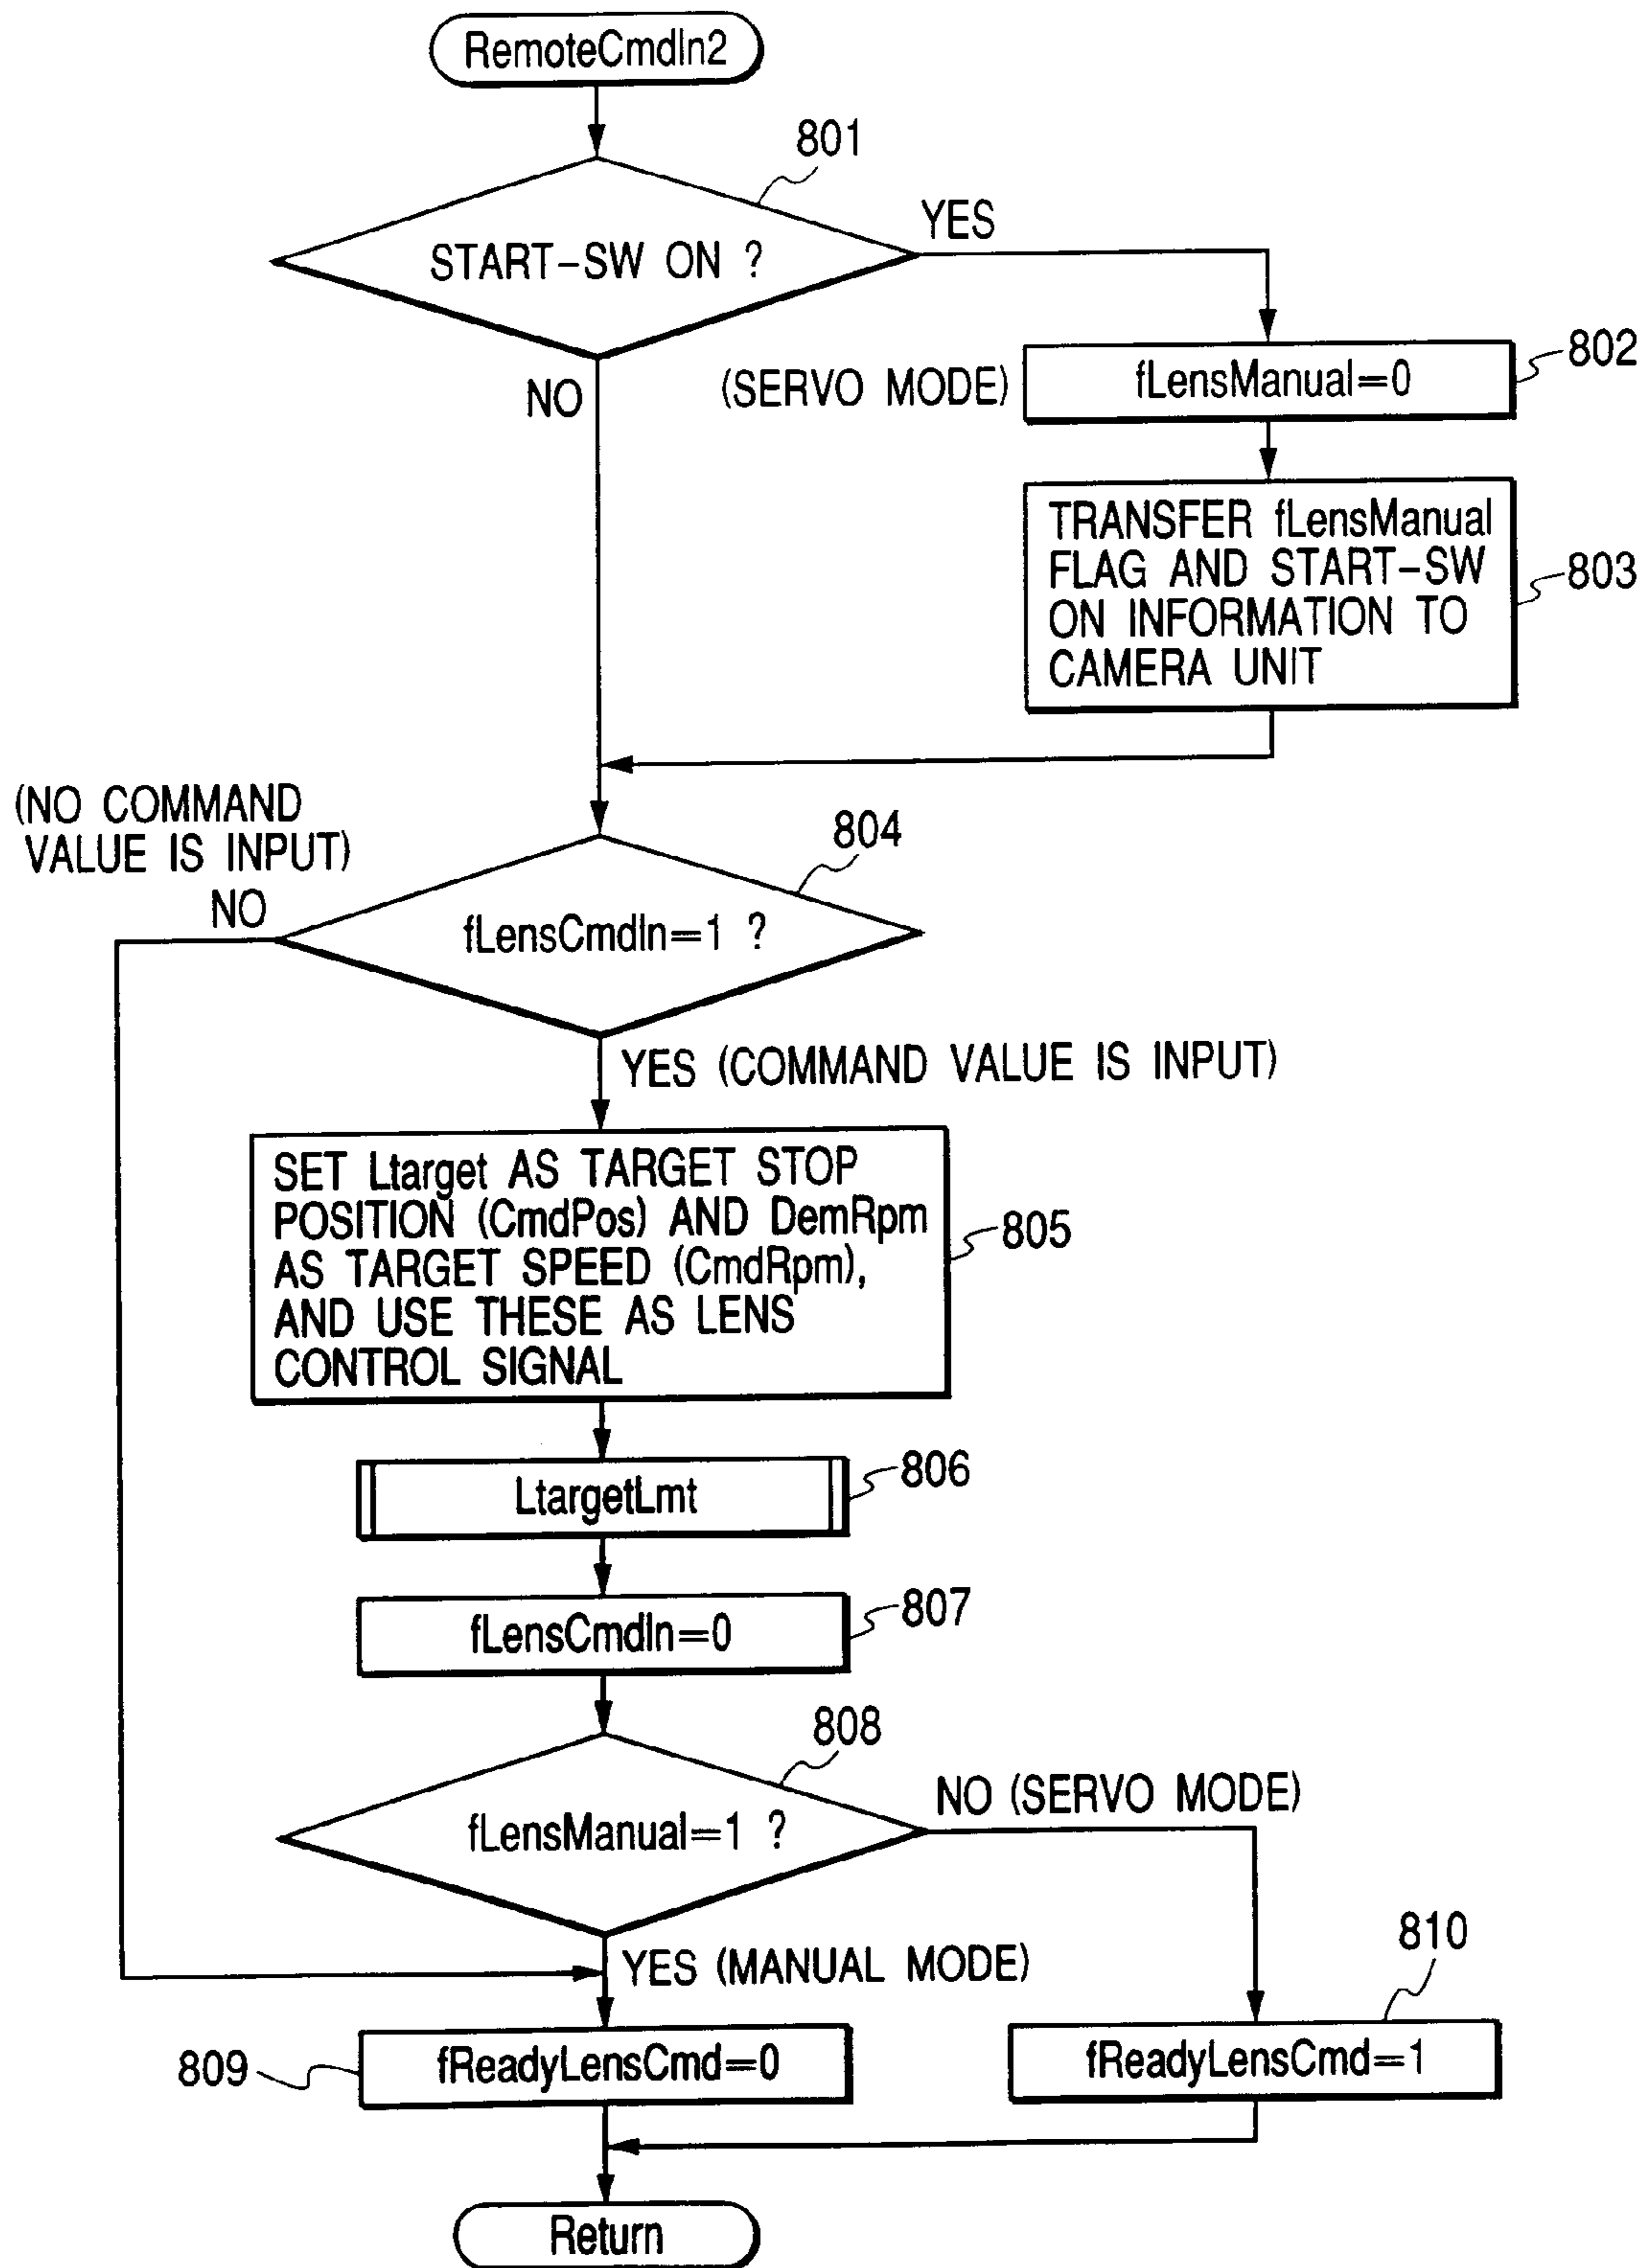 RemoteCmdIn2
801
START-SW ON ?
YES
NO
(SERVO MODE)
fLensManual=0
802
TRANSFER fLensManual
FLAG AND START-SW
ON INFORMATION TO
CAMERA UNIT
803
(NO COMMAND
VALUE IS INPUT)
NO
804
fLensCmdIn=1 ?
YES (COMMAND VALUE IS INPUT)
SET Ltarget AS TARGET STOP
POSITION (CmdPos) AND DemRpm
AS TARGET SPEED (CmdRpm),
AND USE THESE AS LENS
CONTROL SIGNAL
805
LtargetLmt
806
fLensCmdIn=0
807
808
fLensManual=1 ?
NO (SERVO MODE)
YES (MANUAL MODE)
810
809
fReadyLensCmd=0
fReadyLensCmd=1
Return